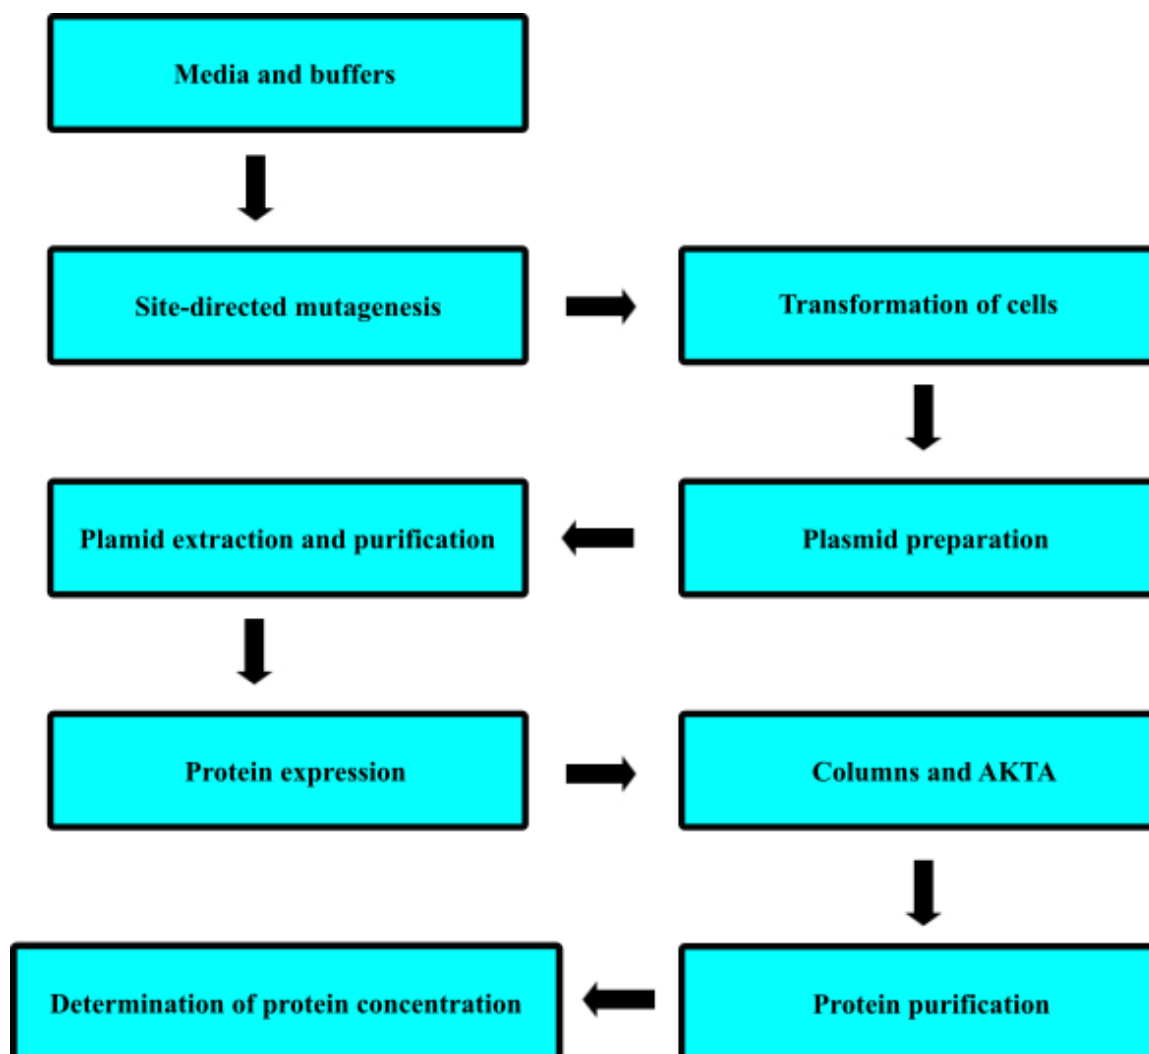 Media and buffers
Site-directed mutagenesis
Transformation of cells
Plasmid preparation
Plamid extraction and purification
Protein expression
Columns and AKTA
Protein purification
Determination of protein concentration